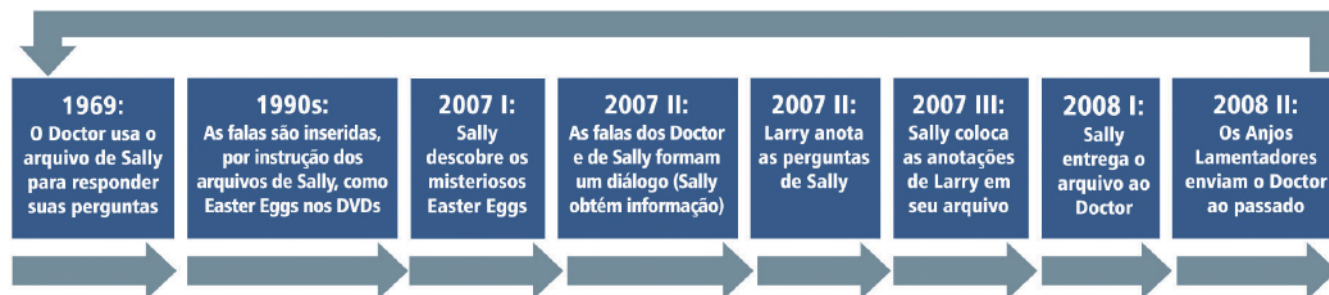 1969:
O Doctor usa o
arquivo de Sally
para responder
suas perguntas
1990s:
As falas são inseridas,
por instrução dos
arquivos de Sally, como
Easter Eggs nos DVDs
2007 I:
Sally
descobre os
misteriosos
Easter Eggs
2007 II:
As falas dos Doctor
e de Sally formam
um diálogo (Sally
obtém informação)
2007 II:
Larry anota
as perguntas
de Sally
2007 III:
Sally coloca
as anotações
de Larry em
seu arquivo
2008 I:
Sally
entrega o
arquivo ao
Doctor
2008 II:
Os Anjos
Lamentadores
enviam o Doctor
ao passado